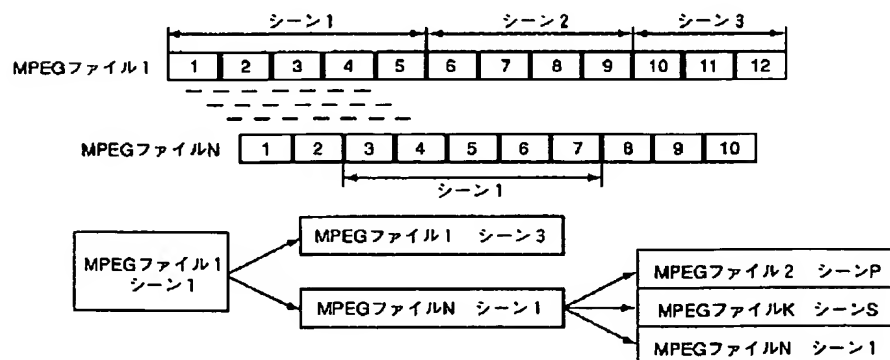 シーン1 シーン2 シーン3
MPEGファイル1 1 2 3 4 5 6 7 8 9 10 11 12
MPEGファイルN 1 2 3 4 5 6 7 8 9 10
シーン1
MPEGファイル1
シーン1
MPEGファイル1 シーン3
MPEGファイルN シーン1
MPEGファイル2 シーンP
MPEGファイルK シーンS
MPEGファイルN シーン1